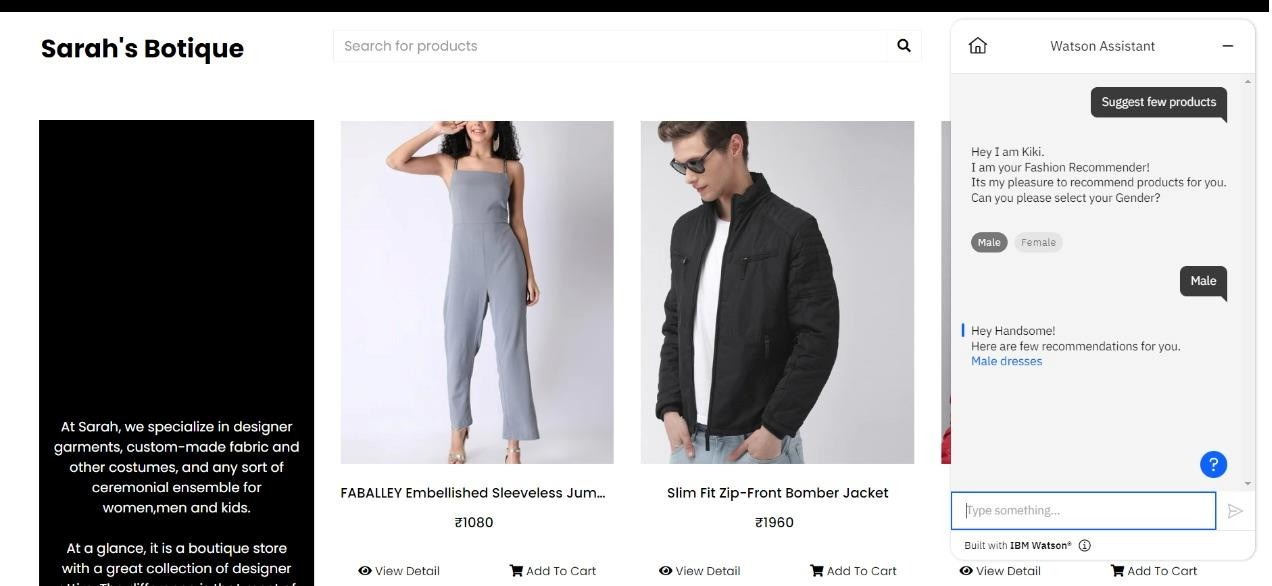 Sarah's Botique
Search for products
At Sarah, we specialize in designer
garments, custom-made fabric and
other costumes, and any sort of
ceremonial ensemble for
women,men and kids.
At a glance, it is a boutique store
with a great collection of designer
FABALLEY Embellished Sleeveless Jum...
₹1080
View Detail
Add To Cart
Slim Fit Zip-Front Bomber Jacket
₹1960
View Detail
Add To Cart
View Detail
Add To Cart
Watson Assistant
Suggest few products
Hey I am Kiki.
I am your Fashion Recommender!
Its my pleasure to recommend products for you.
Can you please select your Gender?
Male
Female
Male
Hey Handsome!
Here are few recommendations for you.
Male dresses
?
Type something...
Built with IBM Watson®